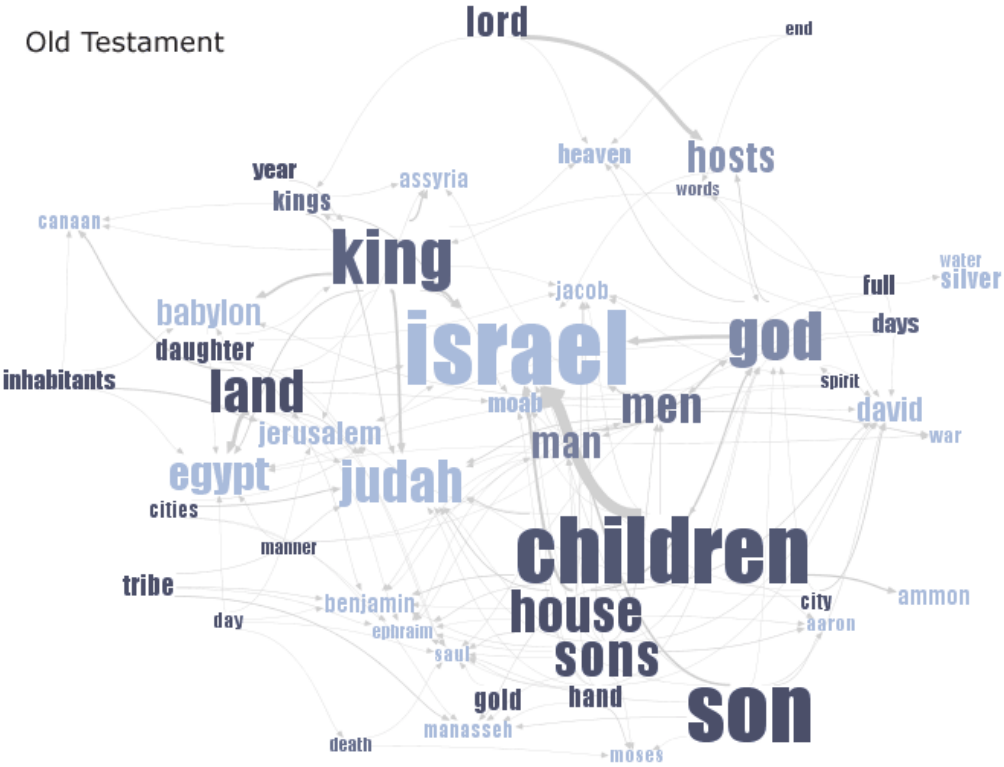 lord
end
Old Testament
heaven
hosts
year
assyria
words
kings
canaan
king
water
silver
jacob
full
babylon
israel
god
days
daughter
inhabitants
land
spirit
moab
men
david
jerusalem
man
war
egypt
judah
cities
manner
children
tribe
benjamin
house
city
ammon
day
ephraim
aaron
saul
sons
gold
hand
son
manasseh
death
moses